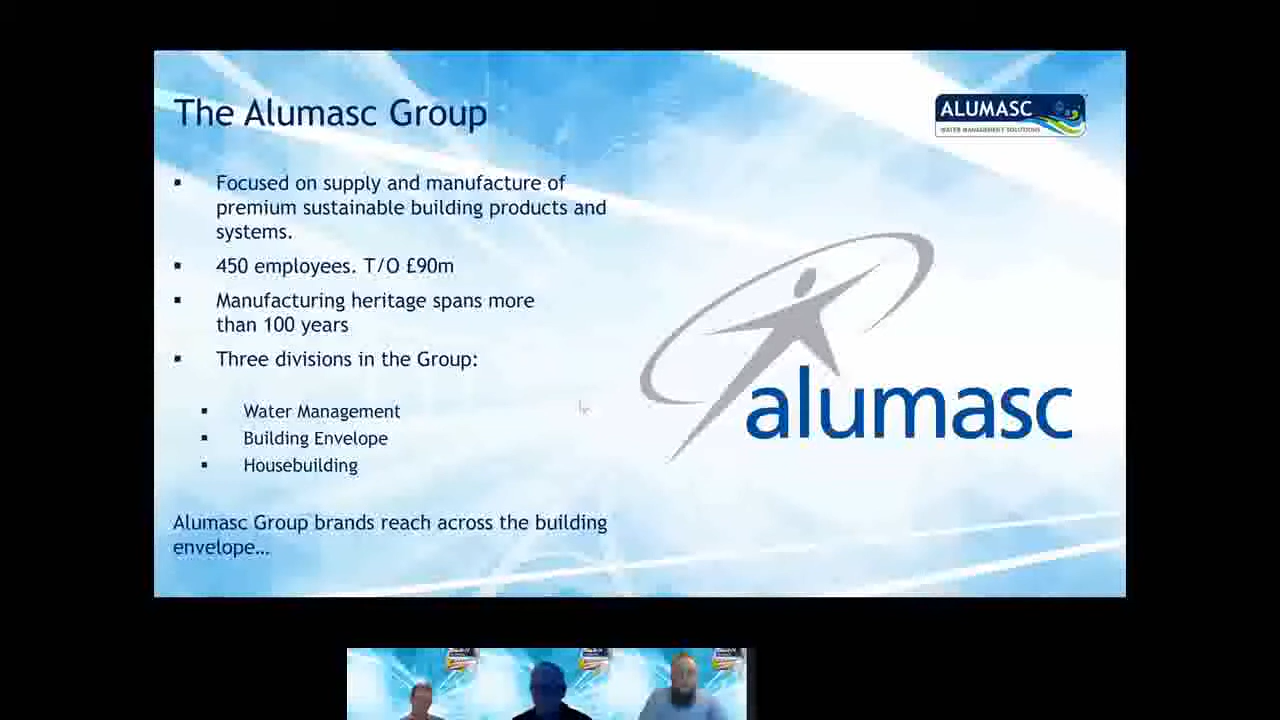 The Alumasc Group
ALUMASC
WATER MANAGEMENT SOLUTIONS
▪ Focused on supply and manufacture of
premium sustainable building products and
systems.
▪ 450 employees. T/O £90m
▪ Manufacturing heritage spans more
than 100 years
▪ Three divisions in the Group:
▪ Water Management
▪ Building Envelope
▪ Housebuilding
Alumasc Group brands reach across the building
envelope…
alumasc